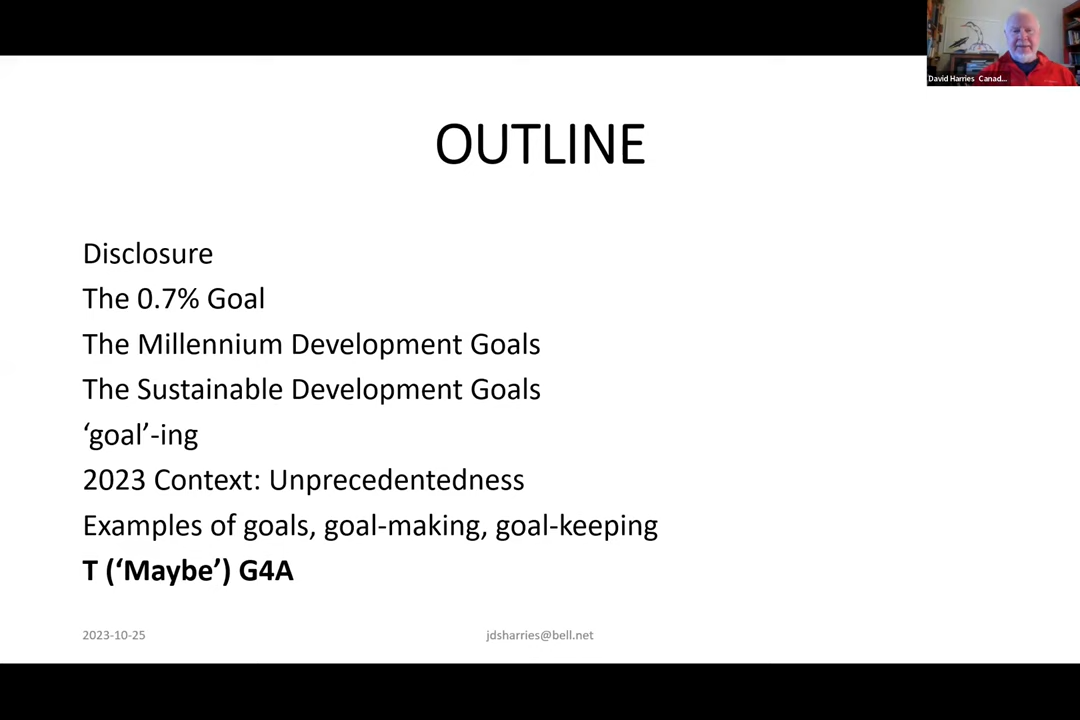 David Harries Canad...
OUTLINE
Disclosure
The 0.7% Goal
The Millennium Development Goals
The Sustainable Development Goals
‘goal’-ing
2023 Context: Unprecedentedness
Examples of goals, goal-making, goal-keeping
T (‘Maybe’) G4A
2023-10-25
jdsharries@bell.net